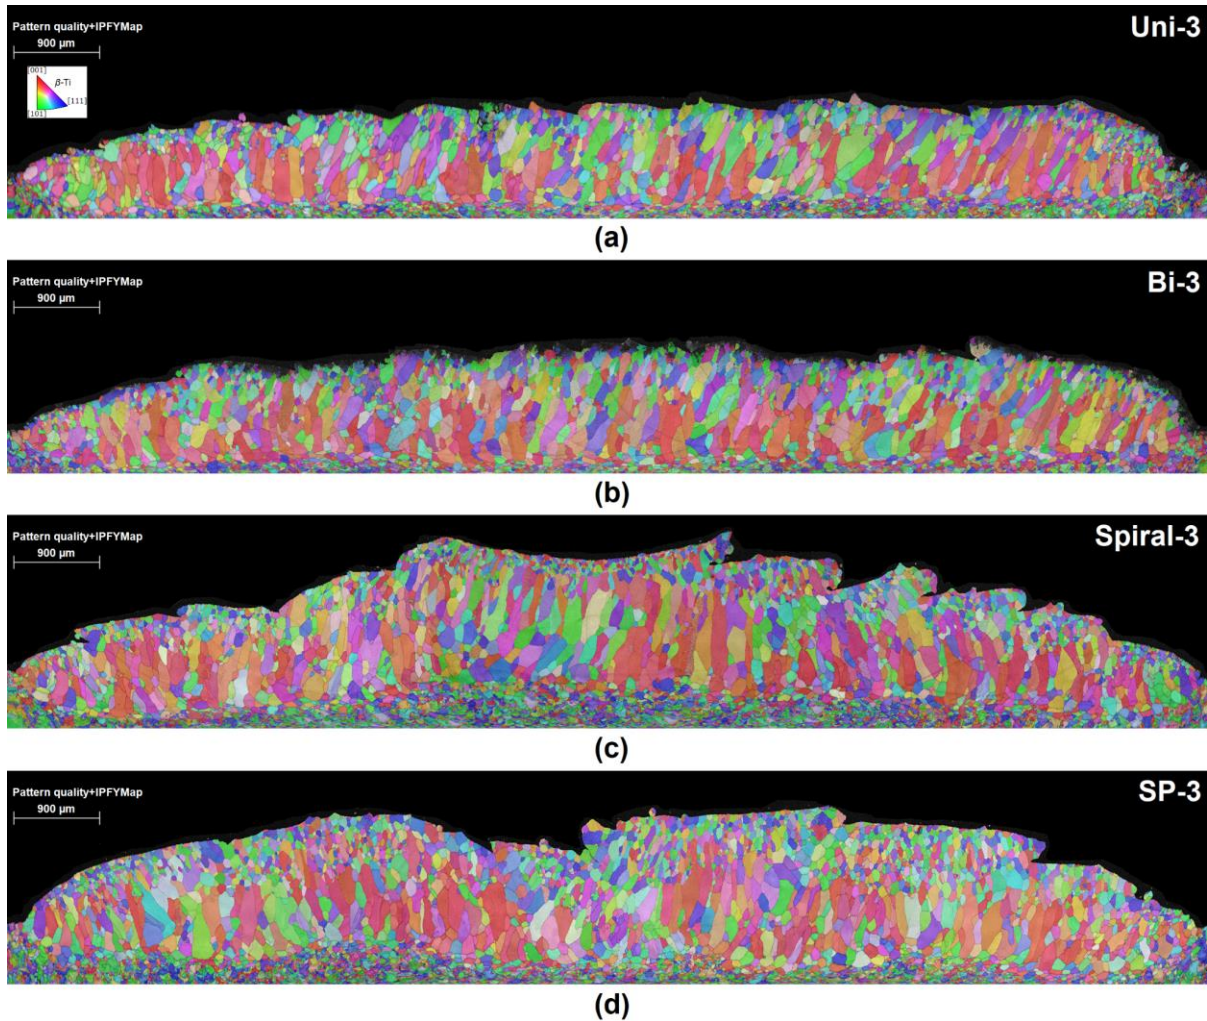 Uni-3
Pattern quality+IPFYMap
900 µm
[001]
β-Ti
[111]
[101]
(a)
Bi-3
Pattern quality+IPFYMap
900 µm
(b)
Spiral-3
Pattern quality+IPFYMap
900 µm
(c)
SP-3
Pattern quality+IPFYMap
900 µm
(d)